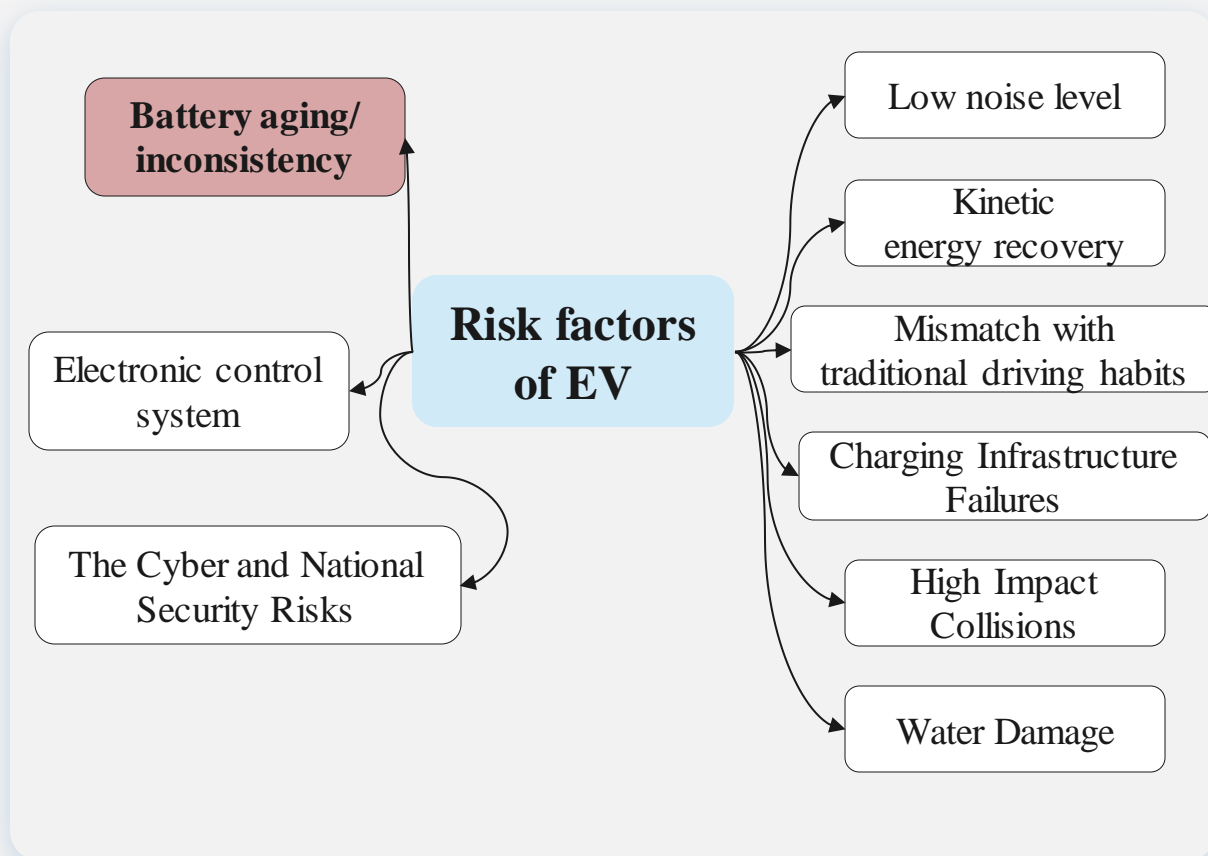 Battery aging/
inconsistency
Electronic control
system
The Cyber and National
Security Risks
Risk factors
of EV
Low noise level
Kinetic
energy recovery
Mismatch with
traditional driving habits
Charging Infrastructure
Failures
High Impact
Collisions
Water Damage